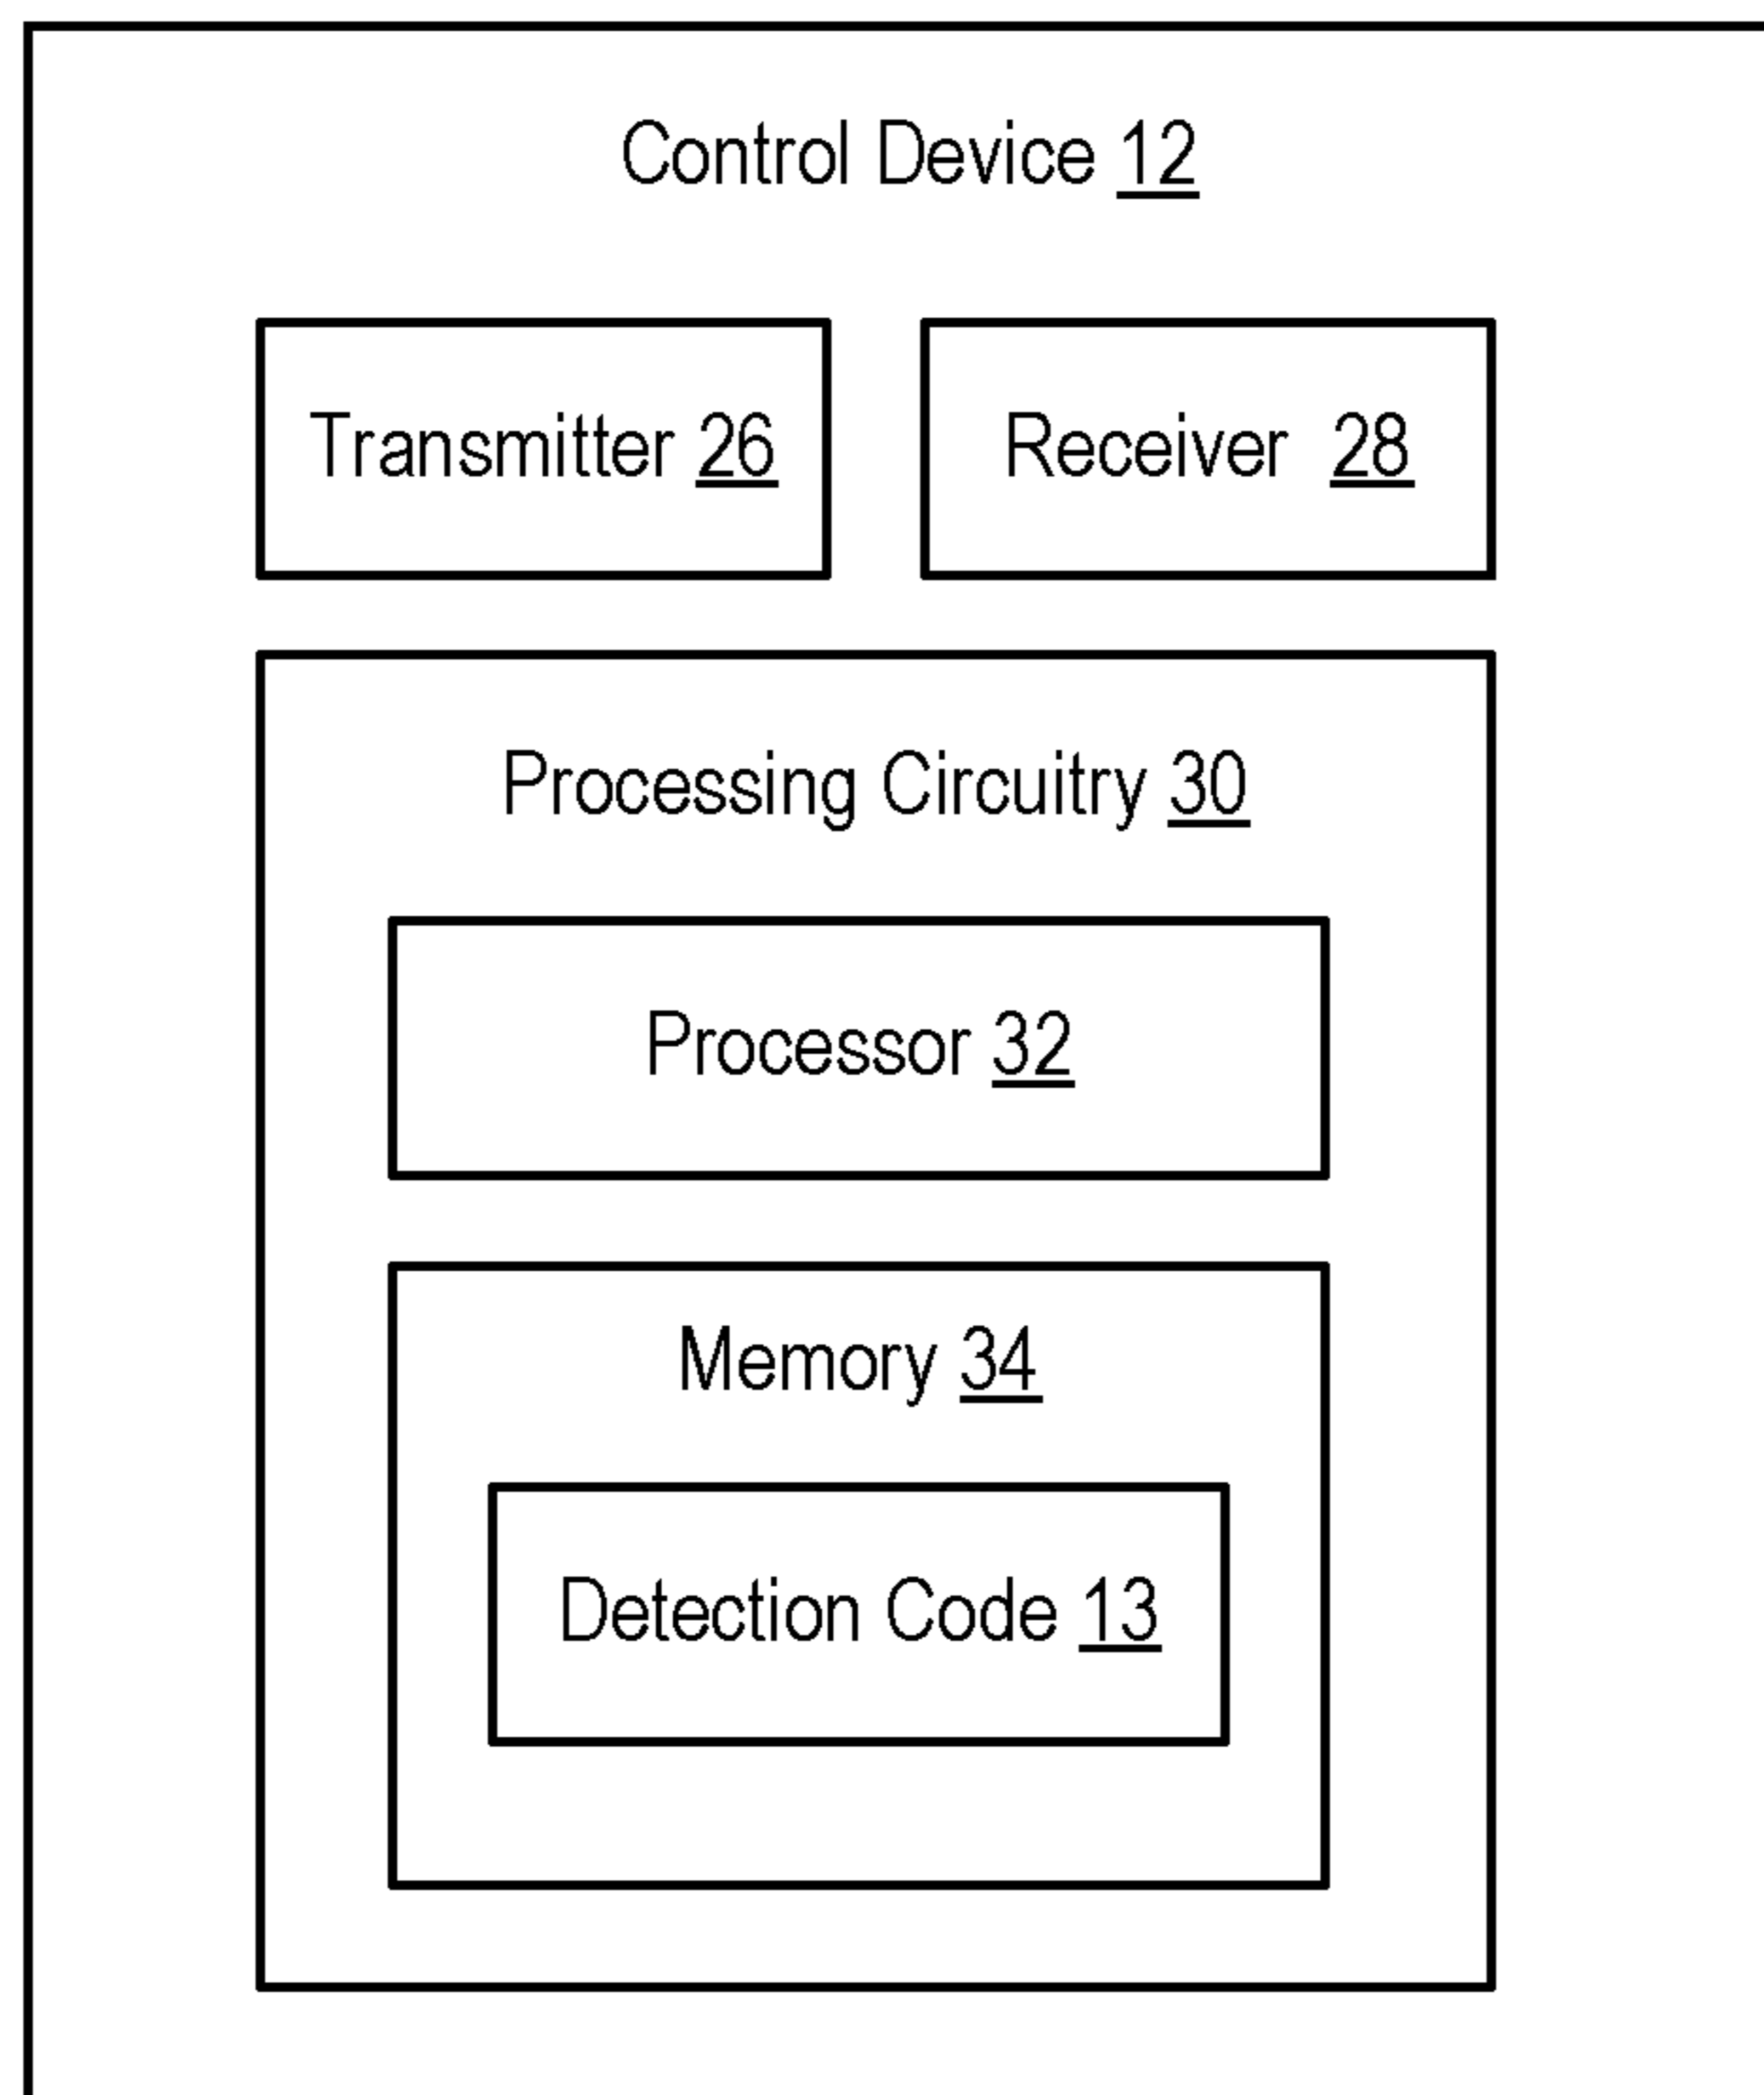 Control Device 12
Transmitter 26
Receiver 28
Processing Circuitry 30
Processor 32
Memory 34
Detection Code 13